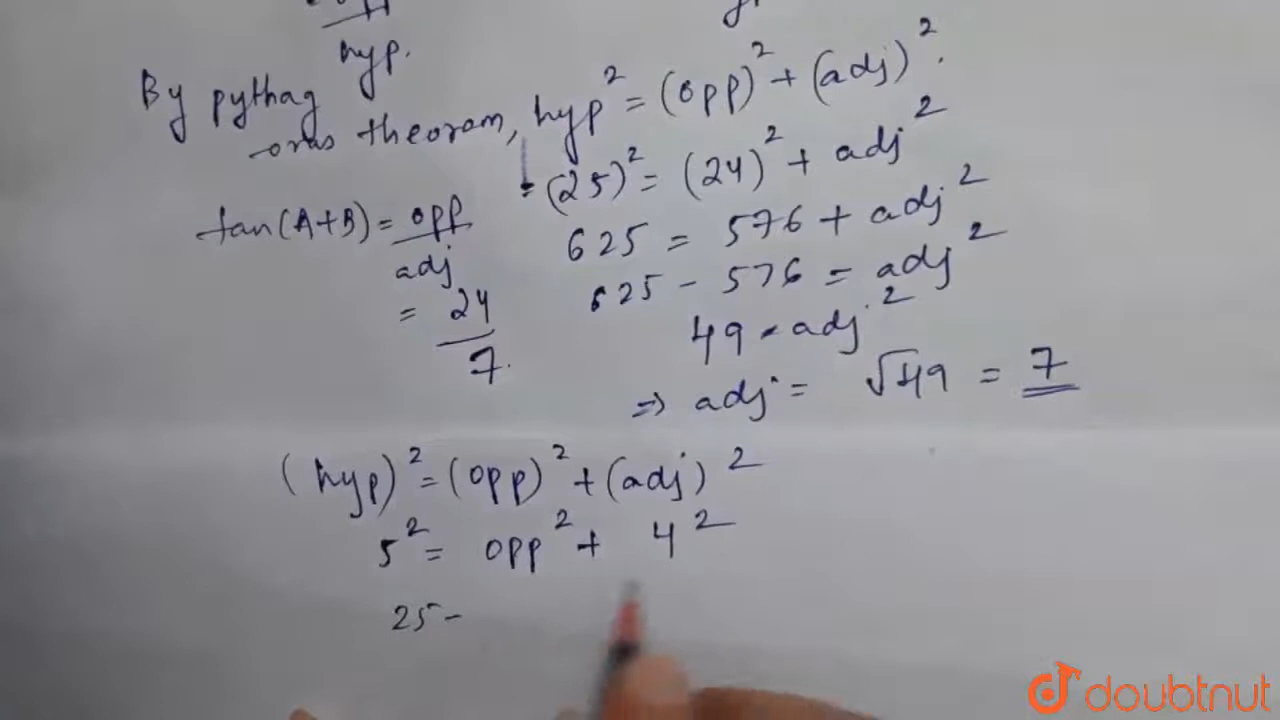 hyp.
By pythag
oras theorem, hyp² = (opp)² + (adj)².
= (25)² = (24)² + adj²
tan(A+B) = opp/adj
625 = 576 + adj²
= 24/7.
625 - 576 = adj²
49 = adj²
=> adj = √49 = 7
(hyp)² = (opp)² + (adj)²
5² = opp² + 4²
25 -
doubtnut